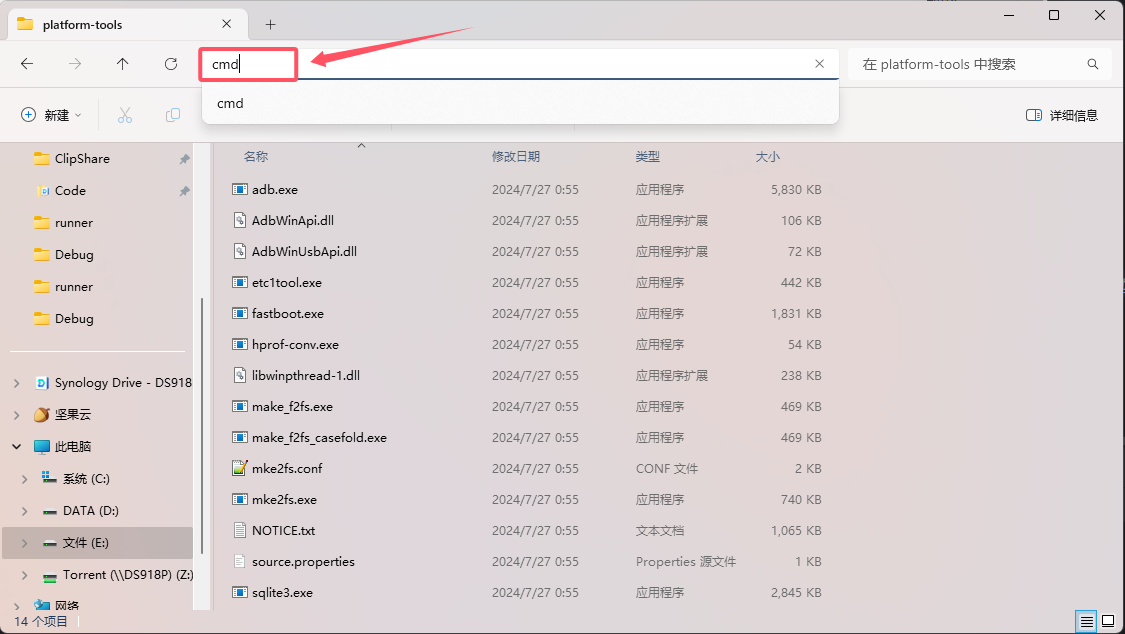 platform-tools
cmd
在 platform-tools 中搜索
cmd
新建
详细信息
ClipShare
Code
runner
Debug
runner
Debug
Synology Drive - DS918
坚果云
此电脑
系统 (C:)
DATA (D:)
文件 (E:)
Torrent (\\DS918P) (Z:)
网络
名称 修改日期 类型 大小
adb.exe 2024/7/27 0:55 应用程序 5,830 KB
AdbWinApi.dll 2024/7/27 0:55 应用程序扩展 106 KB
AdbWinUsbApi.dll 2024/7/27 0:55 应用程序扩展 72 KB
etc1tool.exe 2024/7/27 0:55 应用程序 442 KB
fastboot.exe 2024/7/27 0:55 应用程序 1,831 KB
hprof-conv.exe 2024/7/27 0:55 应用程序 54 KB
libwinpthread-1.dll 2024/7/27 0:55 应用程序扩展 238 KB
make_f2fs.exe 2024/7/27 0:55 应用程序 469 KB
make_f2fs_casefold.exe 2024/7/27 0:55 应用程序 469 KB
mke2fs.conf 2024/7/27 0:55 CONF 文件 2 KB
mke2fs.exe 2024/7/27 0:55 应用程序 740 KB
NOTICE.txt 2024/7/27 0:55 文本文档 1,065 KB
source.properties 2024/7/27 0:55 Properties 源文件 1 KB
sqlite3.exe 2024/7/27 0:55 应用程序 2,845 KB
14 个项目